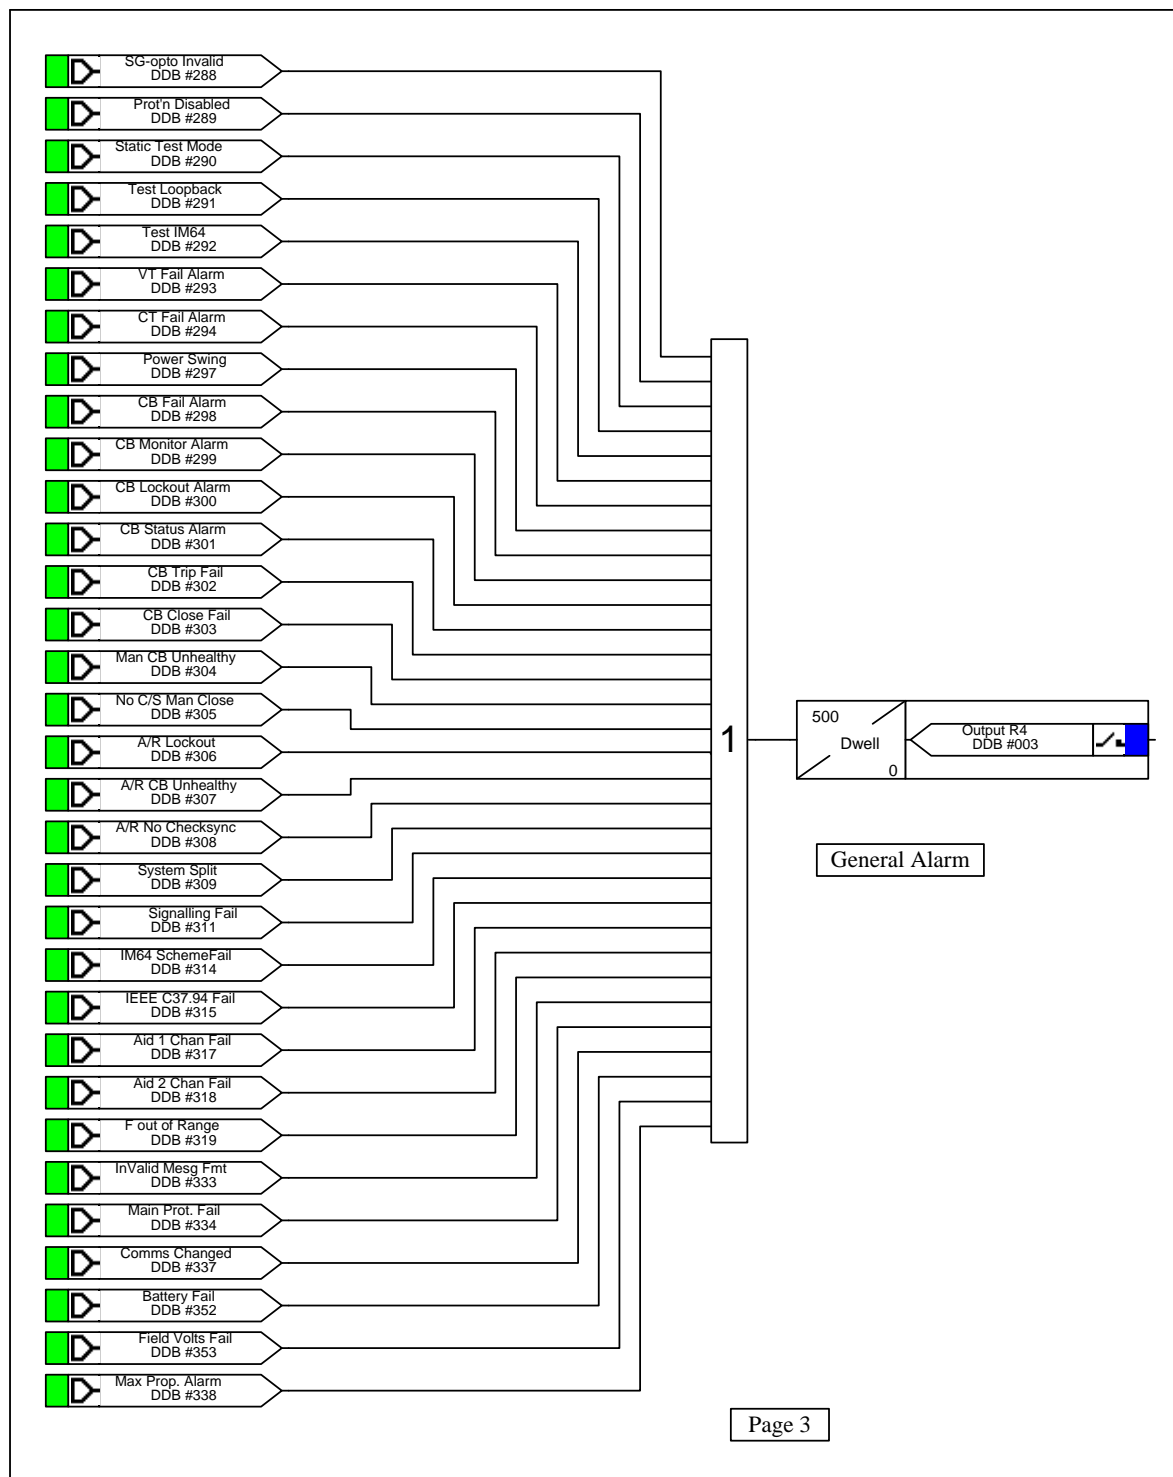 SG-opto Invalid
DDB #288
Prot'n Disabled
DDB #289
Static Test Mode
DDB #290
Test Loopback
DDB #291
Test IM64
DDB #292
VT Fail Alarm
DDB #293
CT Fail Alarm
DDB #294
Power Swing
DDB #297
CB Fail Alarm
DDB #298
CB Monitor Alarm
DDB #299
CB Lockout Alarm
DDB #300
CB Status Alarm
DDB #301
CB Trip Fail
DDB #302
CB Close Fail
DDB #303
Man CB Unhealthy
DDB #304
No C/S Man Close
DDB #305
A/R Lockout
DDB #306
A/R CB Unhealthy
DDB #307
A/R No Checksync
DDB #308
System Split
DDB #309
Signalling Fail
DDB #311
IM64 SchemeFail
DDB #314
IEEE C37.94 Fail
DDB #315
Aid 1 Chan Fail
DDB #317
Aid 2 Chan Fail
DDB #318
F out of Range
DDB #319
InValid Mesg Fmt
DDB #333
Main Prot. Fail
DDB #334
Comms Changed
DDB #337
Battery Fail
DDB #352
Field Volts Fail
DDB #353
Max Prop. Alarm
DDB #338
1
500
Dwell
0
Output R4
DDB #003
General Alarm
Page 3